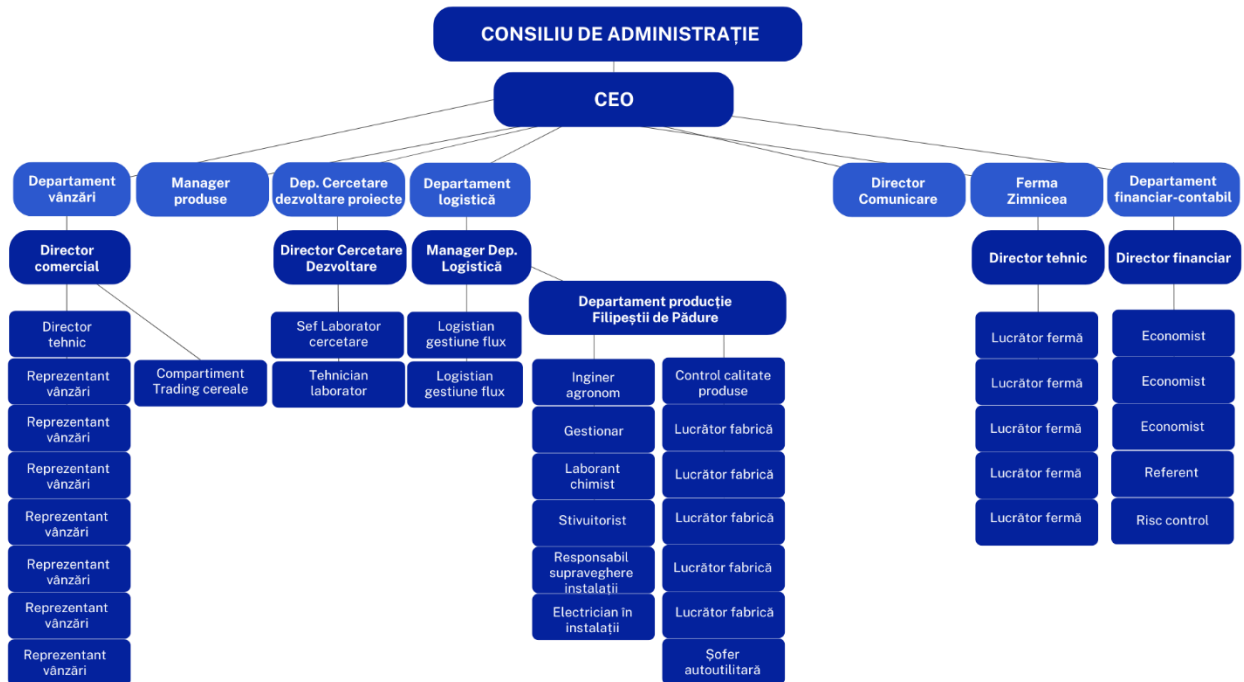 CONSILIU DE ADMINISTRAȚIE
CEO
Departament
vânzări
Manager
produse
Dep. Cercetare
dezvoltare proiecte
Departament
logistică
Director
Comunicare
Ferma
Zimnicea
Departament
financiar-contabil
Director
comercial
Director Cercetare
Dezvoltare
Manager Dep.
Logistică
Director tehnic
Director financiar
Departament producție
Filipeștii de Pădure
Director
tehnic
Reprezentant
vânzări
Reprezentant
vânzări
Reprezentant
vânzări
Reprezentant
vânzări
Reprezentant
vânzări
Reprezentant
vânzări
Reprezentant
vânzări
Compartiment
Trading cereale
Sef Laborator
cercetare
Tehnician
laborator
Logistian
gestiune flux
Logistian
gestiune flux
Inginer
agronom
Gestionar
Laborant
chimist
Stivuitorist
Responsabil
supraveghere
instalații
Electrician în
instalații
Control calitate
produse
Lucrător fabrică
Lucrător fabrică
Lucrător fabrică
Lucrător fabrică
Lucrător fabrică
Șofer
autoutilitară
Lucrător fermă
Lucrător fermă
Lucrător fermă
Lucrător fermă
Lucrător fermă
Economist
Economist
Economist
Referent
Risc control